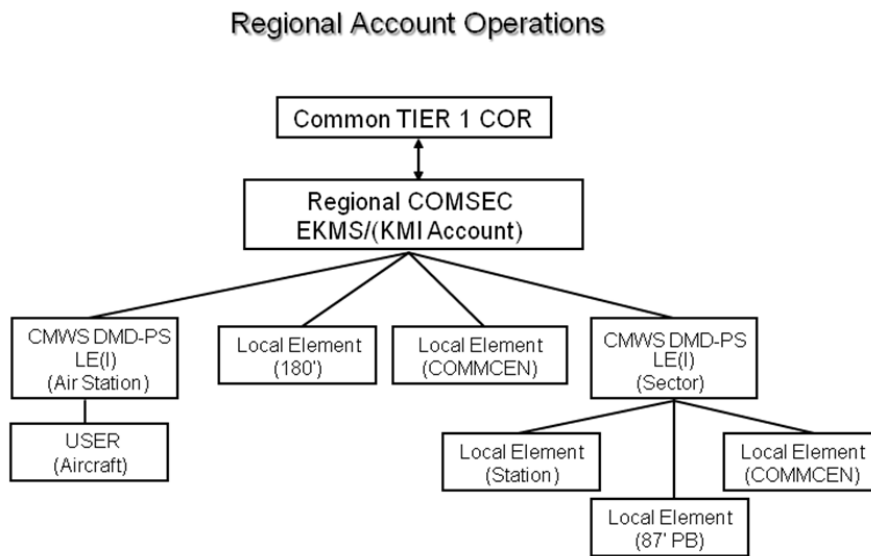 Regional Account Operations
Common TIER 1 COR
Regional COMSEC
EKMS/(KMI Account)
CMWS DMD-PS
LE(I)
(Air Station)
Local Element
(180')
Local Element
(COMMCEN)
CMWS DMD-PS
LE(I)
(Sector)
USER
(Aircraft)
Local Element
(Station)
Local Element
(87' PB)
Local Element
(COMMCEN)